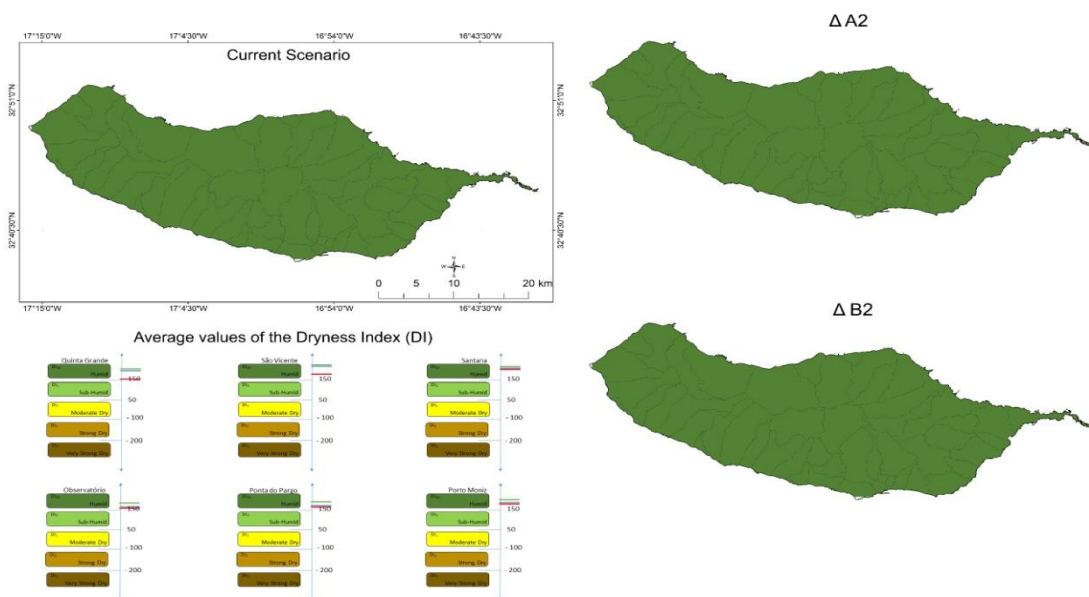 Current Scenario
17°15'0"W 17°4'30"W 16°54'0"W 16°43'30"W
32°51'0"N 32°51'0"N
32°40'30"N 32°40'30"N
N
W E
S
0 5 10 20 km
17°15'0"W 17°4'30"W 16°54'0"W 16°43'30"W
Δ A2
Δ B2
Average values of the Dryness Index (DI)
Quinta Grande
Humid
150
Sub-Humid
50
Moderate Dry
- 100
Strong Dry
- 200
Very Strong Dry
São Vicente
Humid
150
Sub-Humid
50
Moderate Dry
- 100
Strong Dry
- 200
Very Strong Dry
Santana
Humid
150
Sub-Humid
50
Moderate Dry
- 100
Strong Dry
- 200
Very Strong Dry
Observatório
Humid
150
Sub-Humid
50
Moderate Dry
- 100
Strong Dry
- 200
Very Strong Dry
Ponta do Pargo
Humid
150
Sub-Humid
50
Moderate Dry
- 100
Strong Dry
- 200
Very Strong Dry
Porto Moniz
Humid
150
Sub-Humid
50
Moderate Dry
- 100
Strong Dry
- 200
Very Strong Dry